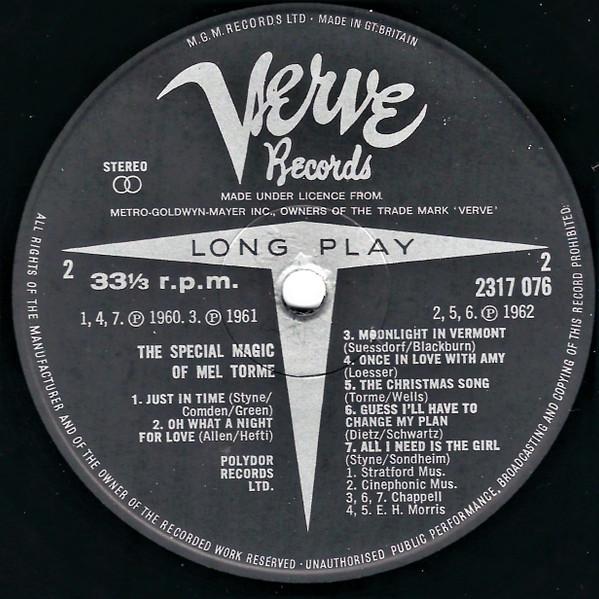 M.G.M. RECORDS LTD · MADE IN GT. BRITAIN
Verve
Records
STEREO
MADE UNDER LICENCE FROM
METRO-GOLDWYN-MAYER INC., OWNERS OF THE TRADE MARK 'VERVE'
LONG PLAY
2
33⅓ r.p.m.
2
2317 076
1, 4, 7. ℗ 1960. 3. ℗ 1961
2, 5, 6. ℗ 1962
THE SPECIAL MAGIC
OF MEL TORME
1. JUST IN TIME (Styne/
Comden/Green)
2. OH WHAT A NIGHT
FOR LOVE (Allen/Hefti)
POLYDOR
RECORDS
LTD.
3. MOONLIGHT IN VERMONT
(Suessdorf/Blackburn)
4. ONCE IN LOVE WITH AMY
(Loesser)
5. THE CHRISTMAS SONG
(Torme/Wells)
6. GUESS I'LL HAVE TO
CHANGE MY PLAN
(Dietz/Schwartz)
7. ALL I NEED IS THE GIRL
(Styne/Sondheim)
1. Stratford Mus.
2. Cinephonic Mus.
3, 6, 7. Chappell
4, 5. E. H. Morris
ALL RIGHTS OF THE MANUFACTURER AND OF THE OWNER OF THE RECORDED WORK RESERVED · UNAUTHORISED PUBLIC PERFORMANCE, BROADCASTING AND COPYING OF THIS RECORD PROHIBITED: